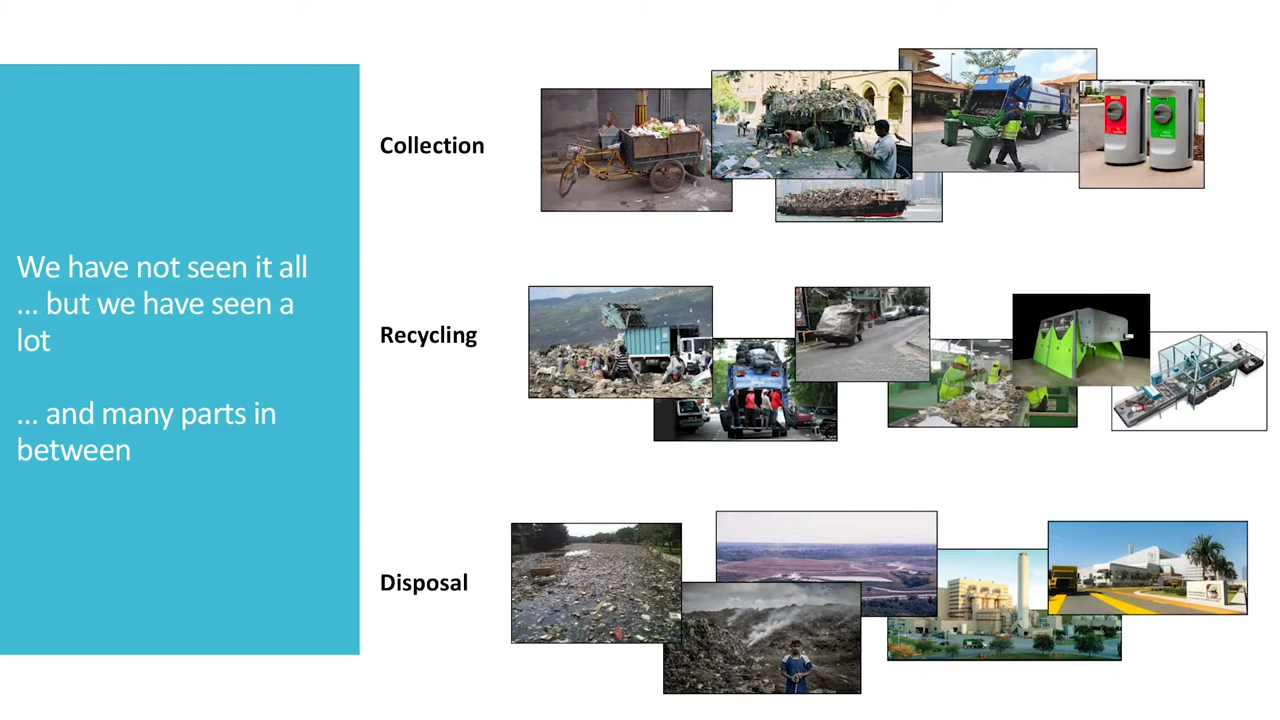 We have not seen it all
... but we have seen a
lot
... and many parts in
between
Collection
Recycling
Disposal